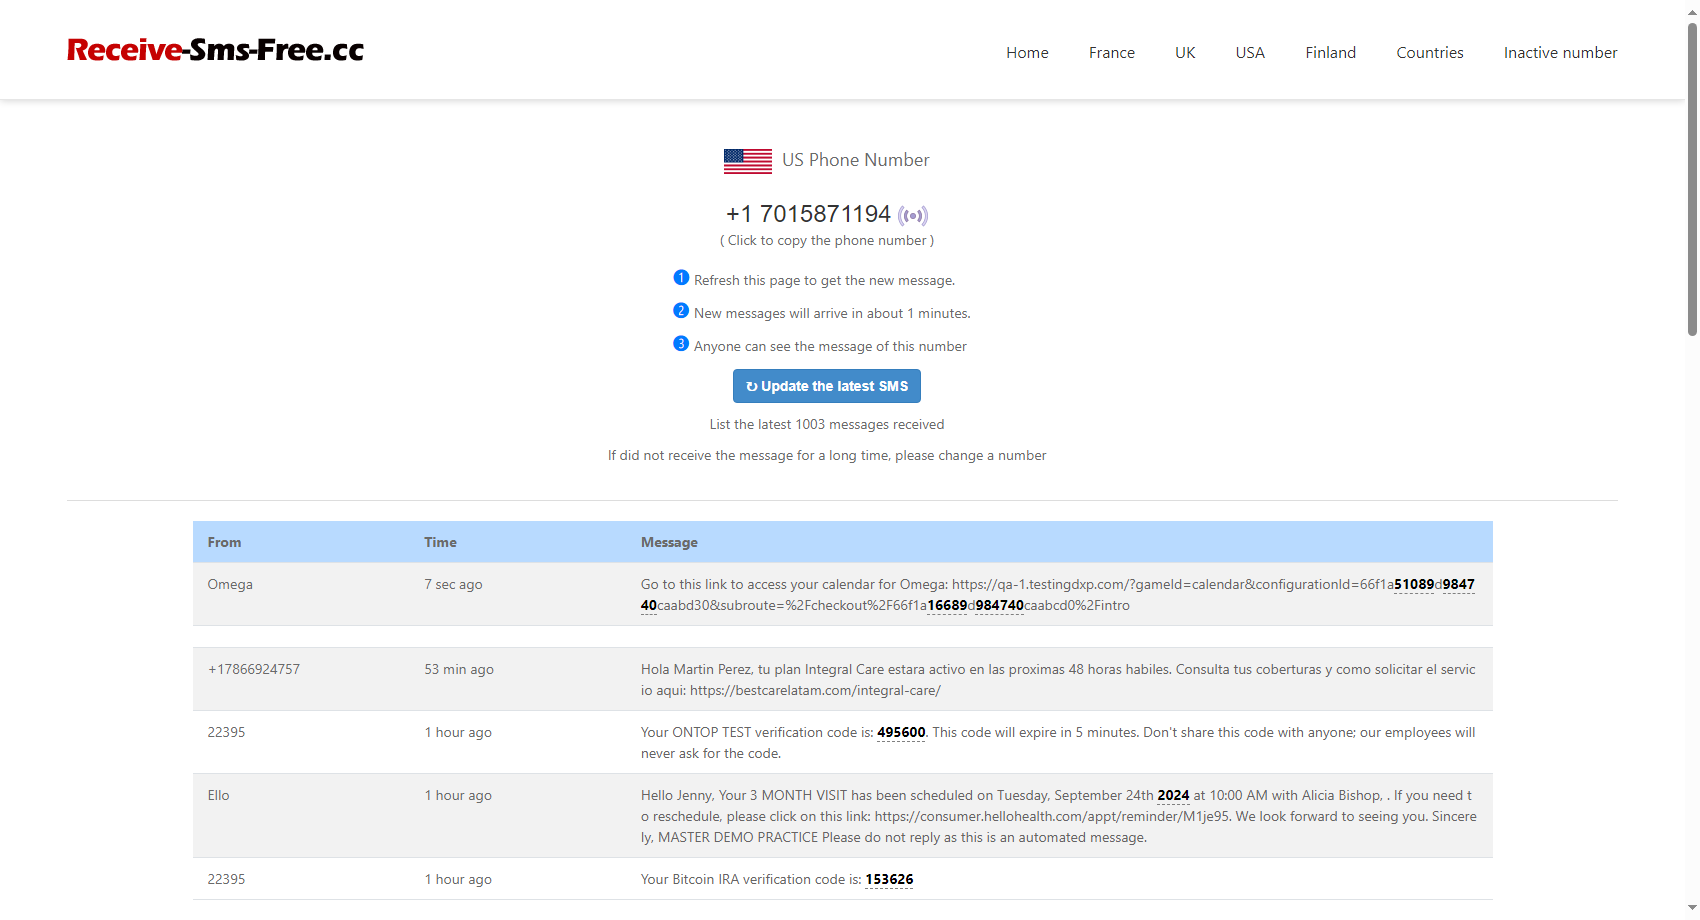 Receive-Sms-Free.cc
Home France UK USA Finland Countries Inactive number
US Phone Number
+1 7015871194
( Click to copy the phone number )
1 Refresh this page to get the new message.
2 New messages will arrive in about 1 minutes.
3 Anyone can see the message of this number
↻ Update the latest SMS
List the latest 1003 messages received
If did not receive the message for a long time, please change a number
From Time Message
Omega 7 sec ago Go to this link to access your calendar for Omega: https://qa-1.testingdxp.com/?gameId=calendar&configurationId=66f1a51089d9847
40caabd30&subroute=%2Fcheckout%2F66f1a16689d984740caabcd0%2Fintro
+17866924757 53 min ago Hola Martin Perez, tu plan Integral Care estara activo en las proximas 48 horas habiles. Consulta tus coberturas y como solicitar el servic
io aqui: https://bestcarelatam.com/integral-care/
22395 1 hour ago Your ONTOP TEST verification code is: 495600. This code will expire in 5 minutes. Don't share this code with anyone; our employees will
never ask for the code.
Ello 1 hour ago Hello Jenny, Your 3 MONTH VISIT has been scheduled on Tuesday, September 24th 2024 at 10:00 AM with Alicia Bishop, . If you need t
o reschedule, please click on this link: https://consumer.hellohealth.com/appt/reminder/M1je95. We look forward to seeing you. Sincere
ly, MASTER DEMO PRACTICE Please do not reply as this is an automated message.
22395 1 hour ago Your Bitcoin IRA verification code is: 153626